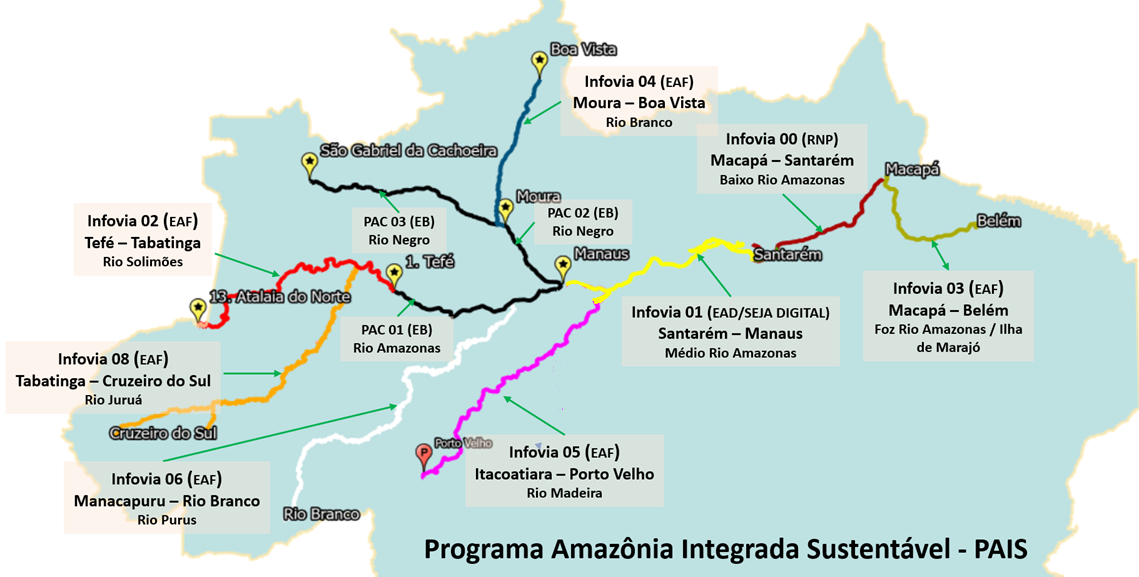 Boa Vista
Infovia 04 (EAF)
Moura – Boa Vista
Rio Branco
Infovia 00 (RNP)
Macapá – Santarém
Baixo Rio Amazonas
São Gabriel da Cachoeira
Macapá
Moura
PAC 03 (EB)
Rio Negro
PAC 02 (EB)
Rio Negro
Belém
Infovia 02 (EAF)
Tefé – Tabatinga
Rio Solimões
1. Tefé
Manaus
Santarém
13. Atalaia do Norte
Infovia 03 (EAF)
Macapá – Belém
Foz Rio Amazonas / Ilha
de Marajó
Infovia 01 (EAD/SEJA DIGITAL)
Santarém – Manaus
Médio Rio Amazonas
PAC 01 (EB)
Rio Amazonas
Infovia 08 (EAF)
Tabatinga – Cruzeiro do Sul
Rio Juruá
Cruzeiro do Sul
P
Porto Velho
Infovia 05 (EAF)
Itacoatiara – Porto Velho
Rio Madeira
Infovia 06 (EAF)
Manacapuru – Rio Branco
Rio Purus
Rio Branco
Programa Amazônia Integrada Sustentável - PAIS